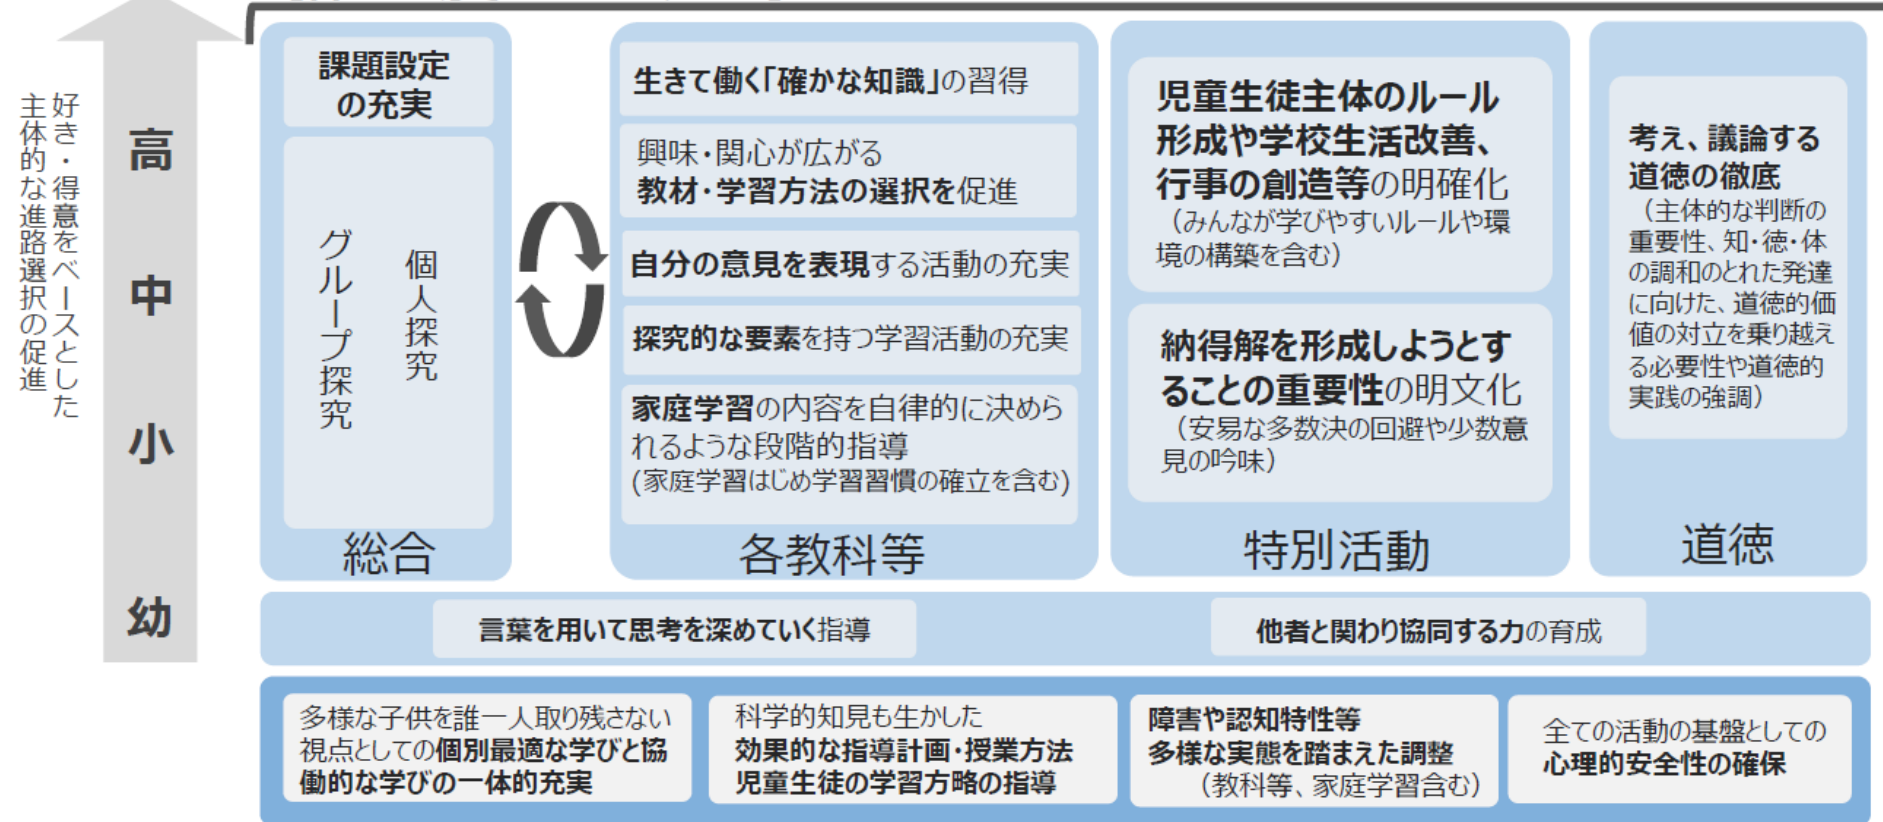 好き・得意をベースとした
主体的な進路選択の促進
高
中
小
幼
課題設定
の充実
個人探究
グループ探究
総合
生きて働く「確かな知識」の習得
興味・関心が広がる
教材・学習方法の選択を促進
自分の意見を表現する活動の充実
探究的な要素を持つ学習活動の充実
家庭学習の内容を自律的に決めら
れるような段階的指導
(家庭学習はじめ学習習慣の確立を含む)
各教科等
児童生徒主体のルール
形成や学校生活改善、
行事の創造等の明確化
（みんなが学びやすいルールや環
境の構築を含む）
納得解を形成しようとす
ることの重要性の明文化
（安易な多数決の回避や少数意
見の吟味）
特別活動
考え、議論する
道徳の徹底
（主体的な判断の
重要性、知・徳・体
の調和のとれた発達
に向けた、道徳的価
値の対立を乗り越え
る必要性や道徳的
実践の強調）
道徳
言葉を用いて思考を深めていく指導
他者と関わり協同する力の育成
多様な子供を誰一人取り残さない
視点としての個別最適な学びと協
働的な学びの一体的充実
科学的知見も生かした
効果的な指導計画・授業方法
児童生徒の学習方略の指導
障害や認知特性等
多様な実態を踏まえた調整
（教科等、家庭学習含む）
全ての活動の基盤としての
心理的安全性の確保